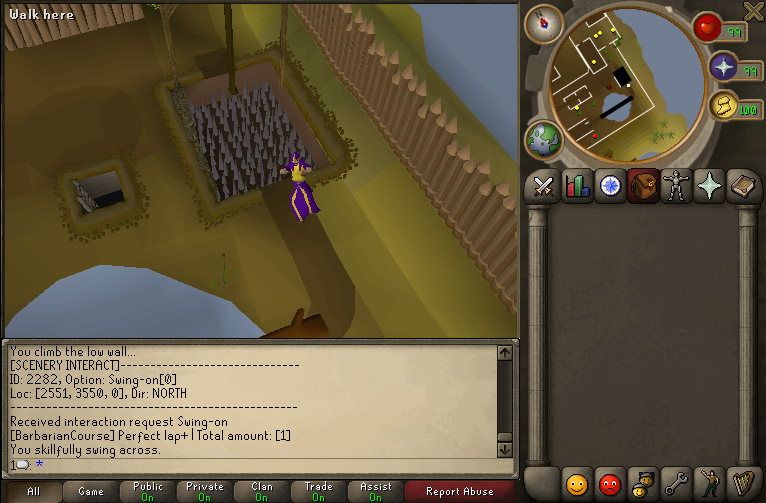 Walk here
99
99
100
You climb the low wall...
[SCENERY INTERACT]------------------------------
ID: 2282, Option: Swing-on[0]
Loc: [2551, 3550, 0], Dir: NORTH
------------------------------------------------
Received interaction request Swing-on
[BarbarianCourse] Perfect lap+ | Total amount: [1]
You skillfully swing across.
1: *
All Game Public On Private On Clan On Trade On Assist On Report Abuse